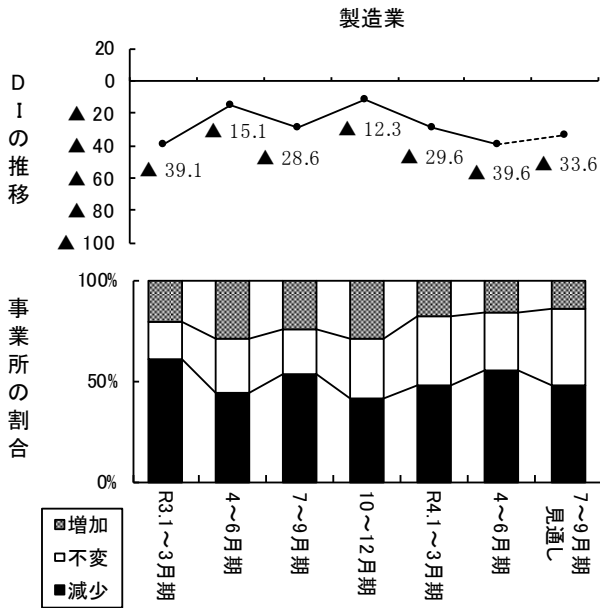 製造業
DIの推移
20
0
▲ 20
▲ 40
▲ 60
▲ 80
▲ 100
▲ 39.1
▲ 15.1
▲ 28.6
▲ 12.3
▲ 29.6
▲ 39.6
▲ 33.6
事業所の割合
100%
50%
0%
R3.1～3月期
4～6月期
7～9月期
10～12月期
R4.1～3月期
4～6月期
7～9月期
見通し
増加
不変
減少